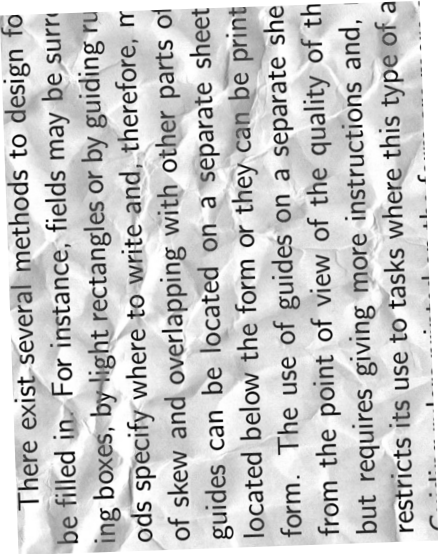 There exist several methods to design fo
be filled in. For instance, fields may be surr
ing boxes, by light rectangles or by guiding ru
ods specify where to write and, therefore, m
of skew and overlapping with other parts of
guides can be located on a separate sheet
located below the form or they can be print
form. The use of guides on a separate she
from the point of view of the quality of th
but requires giving more instructions and,
restricts its use to tasks where this type of a